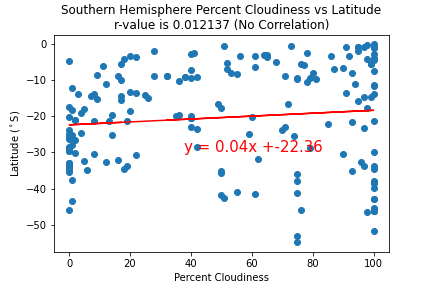 Southern Hemisphere Percent Cloudiness vs Latitude
r-value is 0.012137 (No Correlation)
0
−10
−20
−30
−40
−50
Latitude (°S)
y = 0.04x +-22.36
0 20 40 60 80 100
Percent Cloudiness